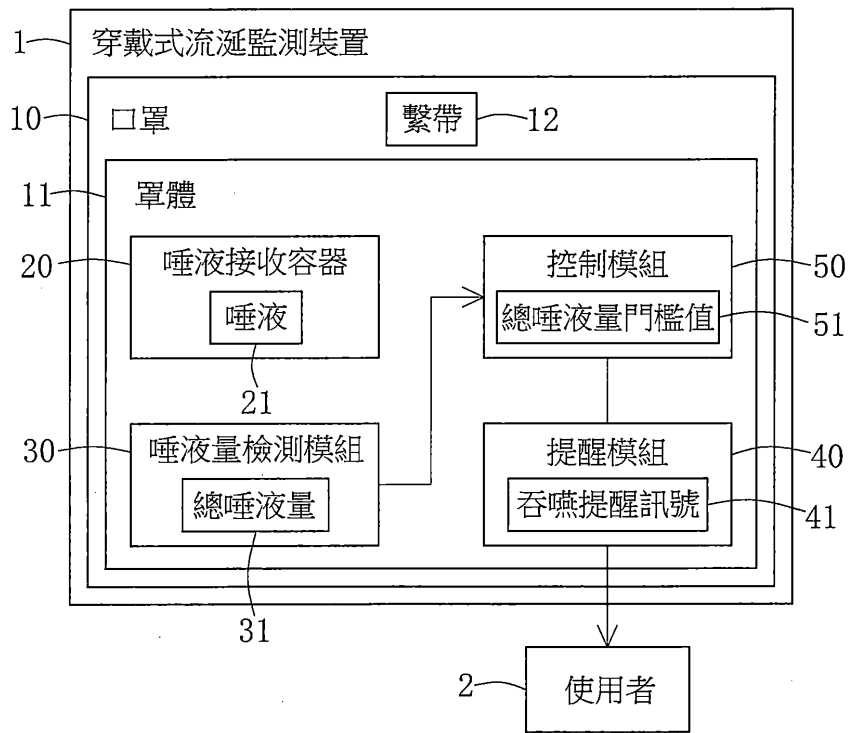 1 穿戴式流涎監測裝置
10 口罩 繫帶 12
11 罩體
20 唾液接收容器 控制模組 50
唾液 總唾液量門檻值 51
21
30 唾液量檢測模組 提醒模組 40
總唾液量 吞嚥提醒訊號 41
31
2 使用者